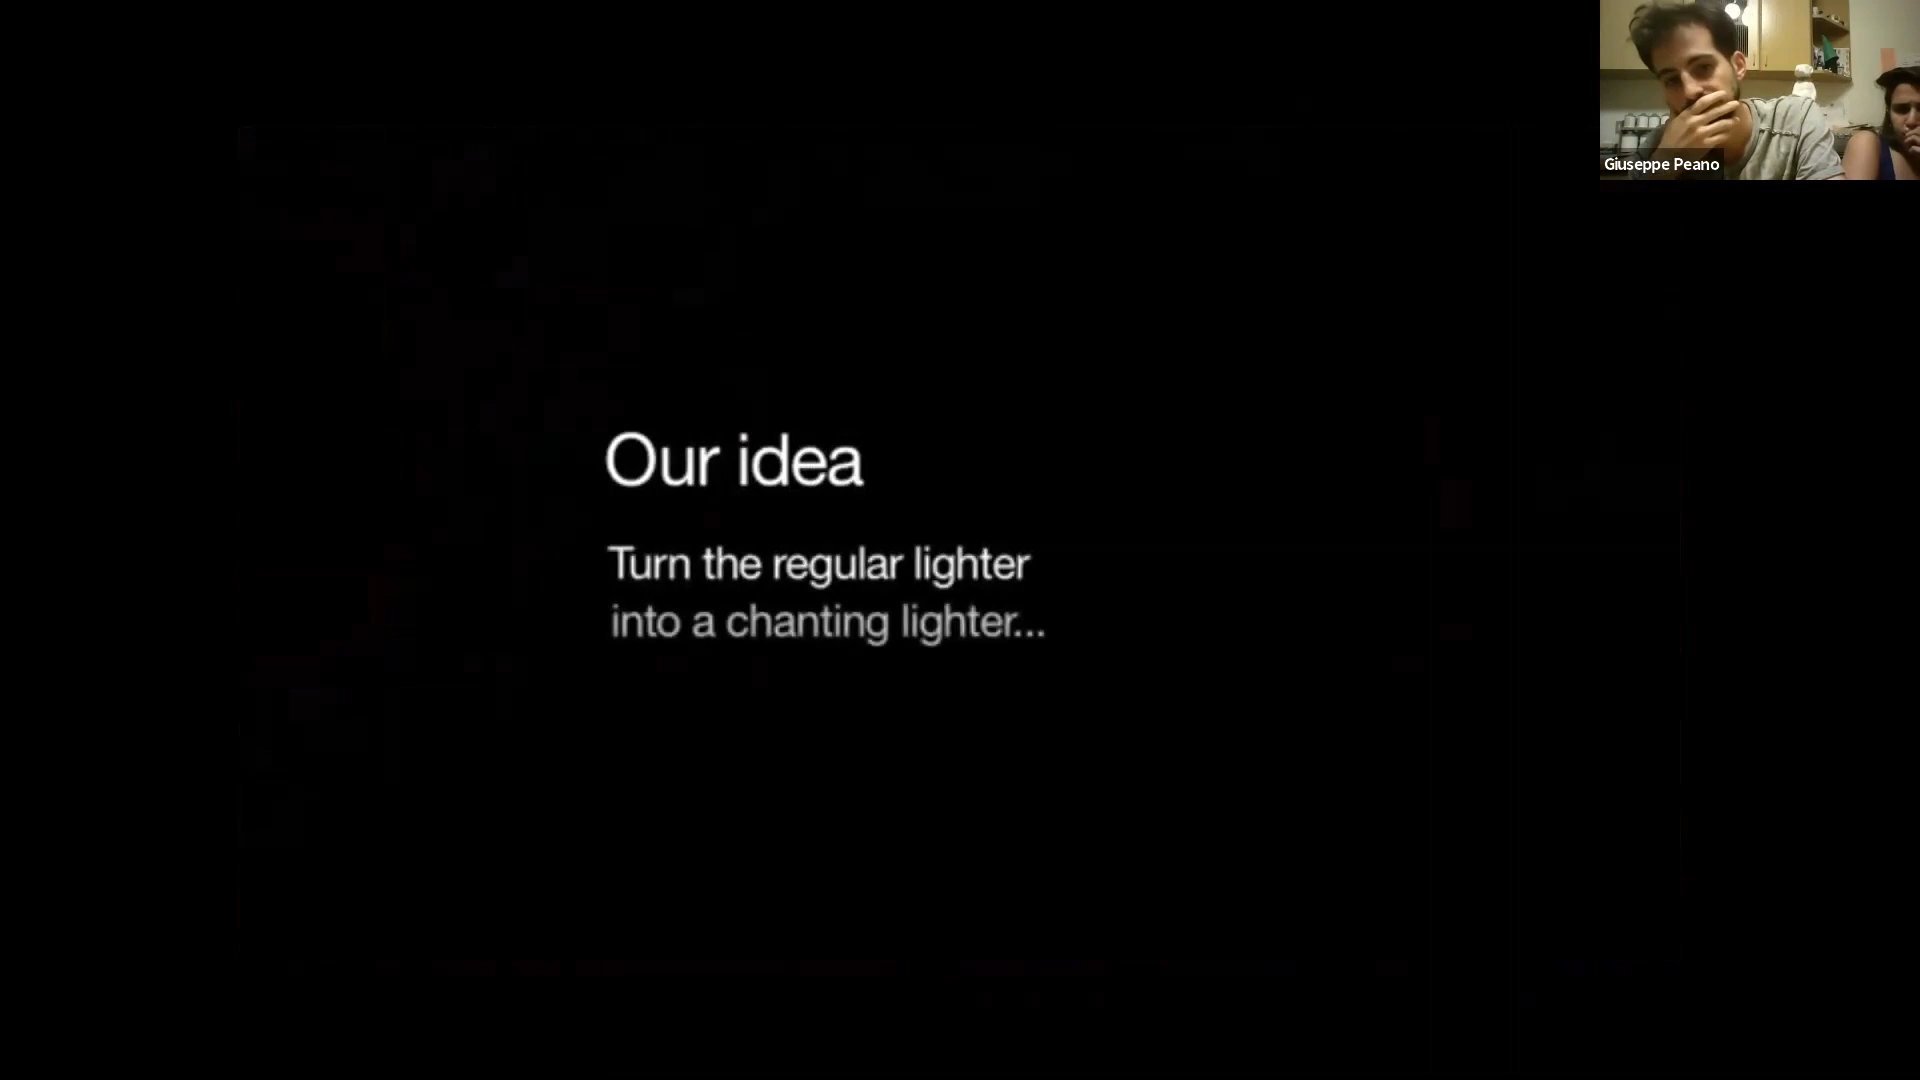 Our idea
Turn the regular lighter
into a chanting lighter...
Giuseppe Peano